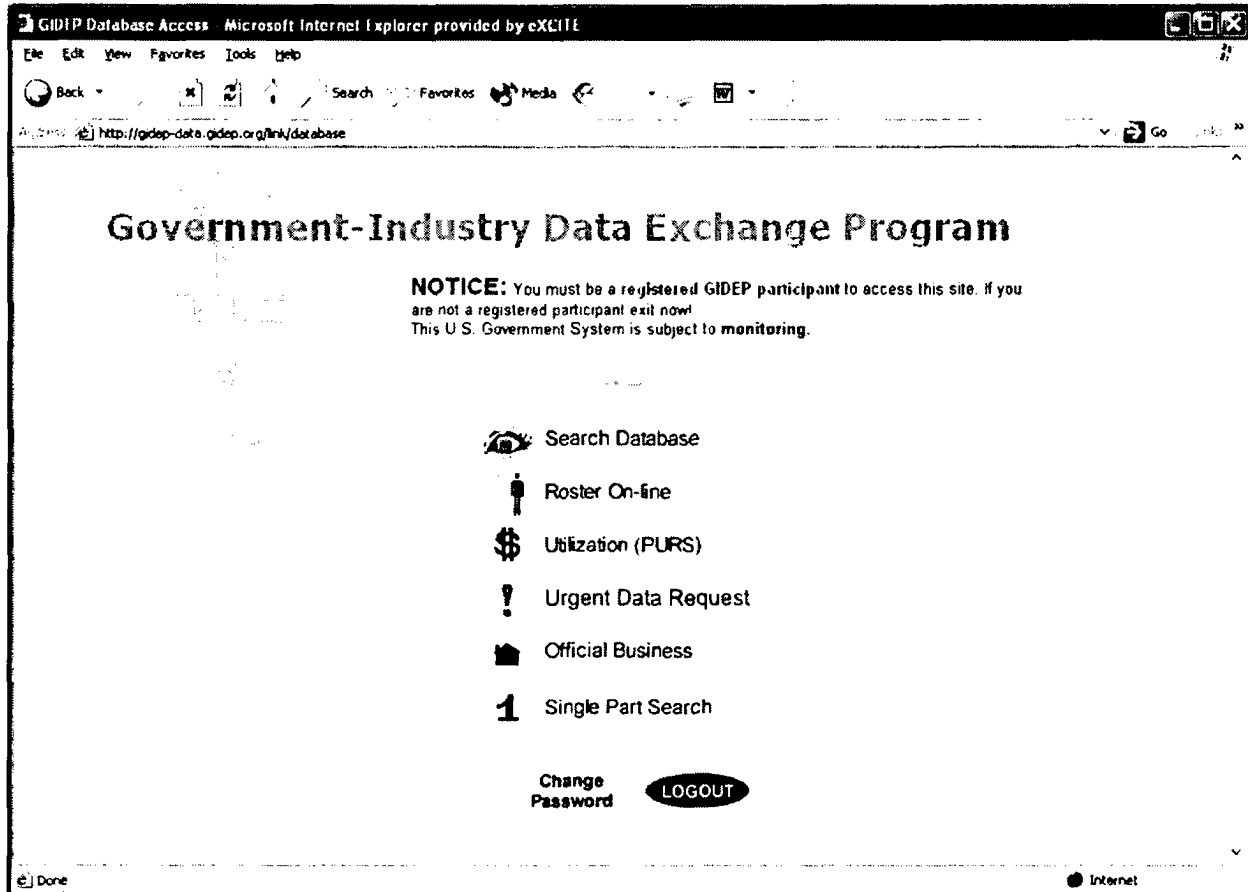 GIDEP Database Access - Microsoft Internet Explorer provided by eXCITE
File Edit View Favorites Tools Help
Back Search Favorites Media
Address http://gidep-data.gidep.org/link/database Go Links »
Government-Industry Data Exchange Program
NOTICE: You must be a registered GIDEP participant to access this site. If you
are not a registered participant exit now!
This U.S. Government System is subject to monitoring.
Search Database
Roster On-line
$ Utilization (PURS)
! Urgent Data Request
Official Business
1 Single Part Search
Change
Password
LOGOUT
Done Internet